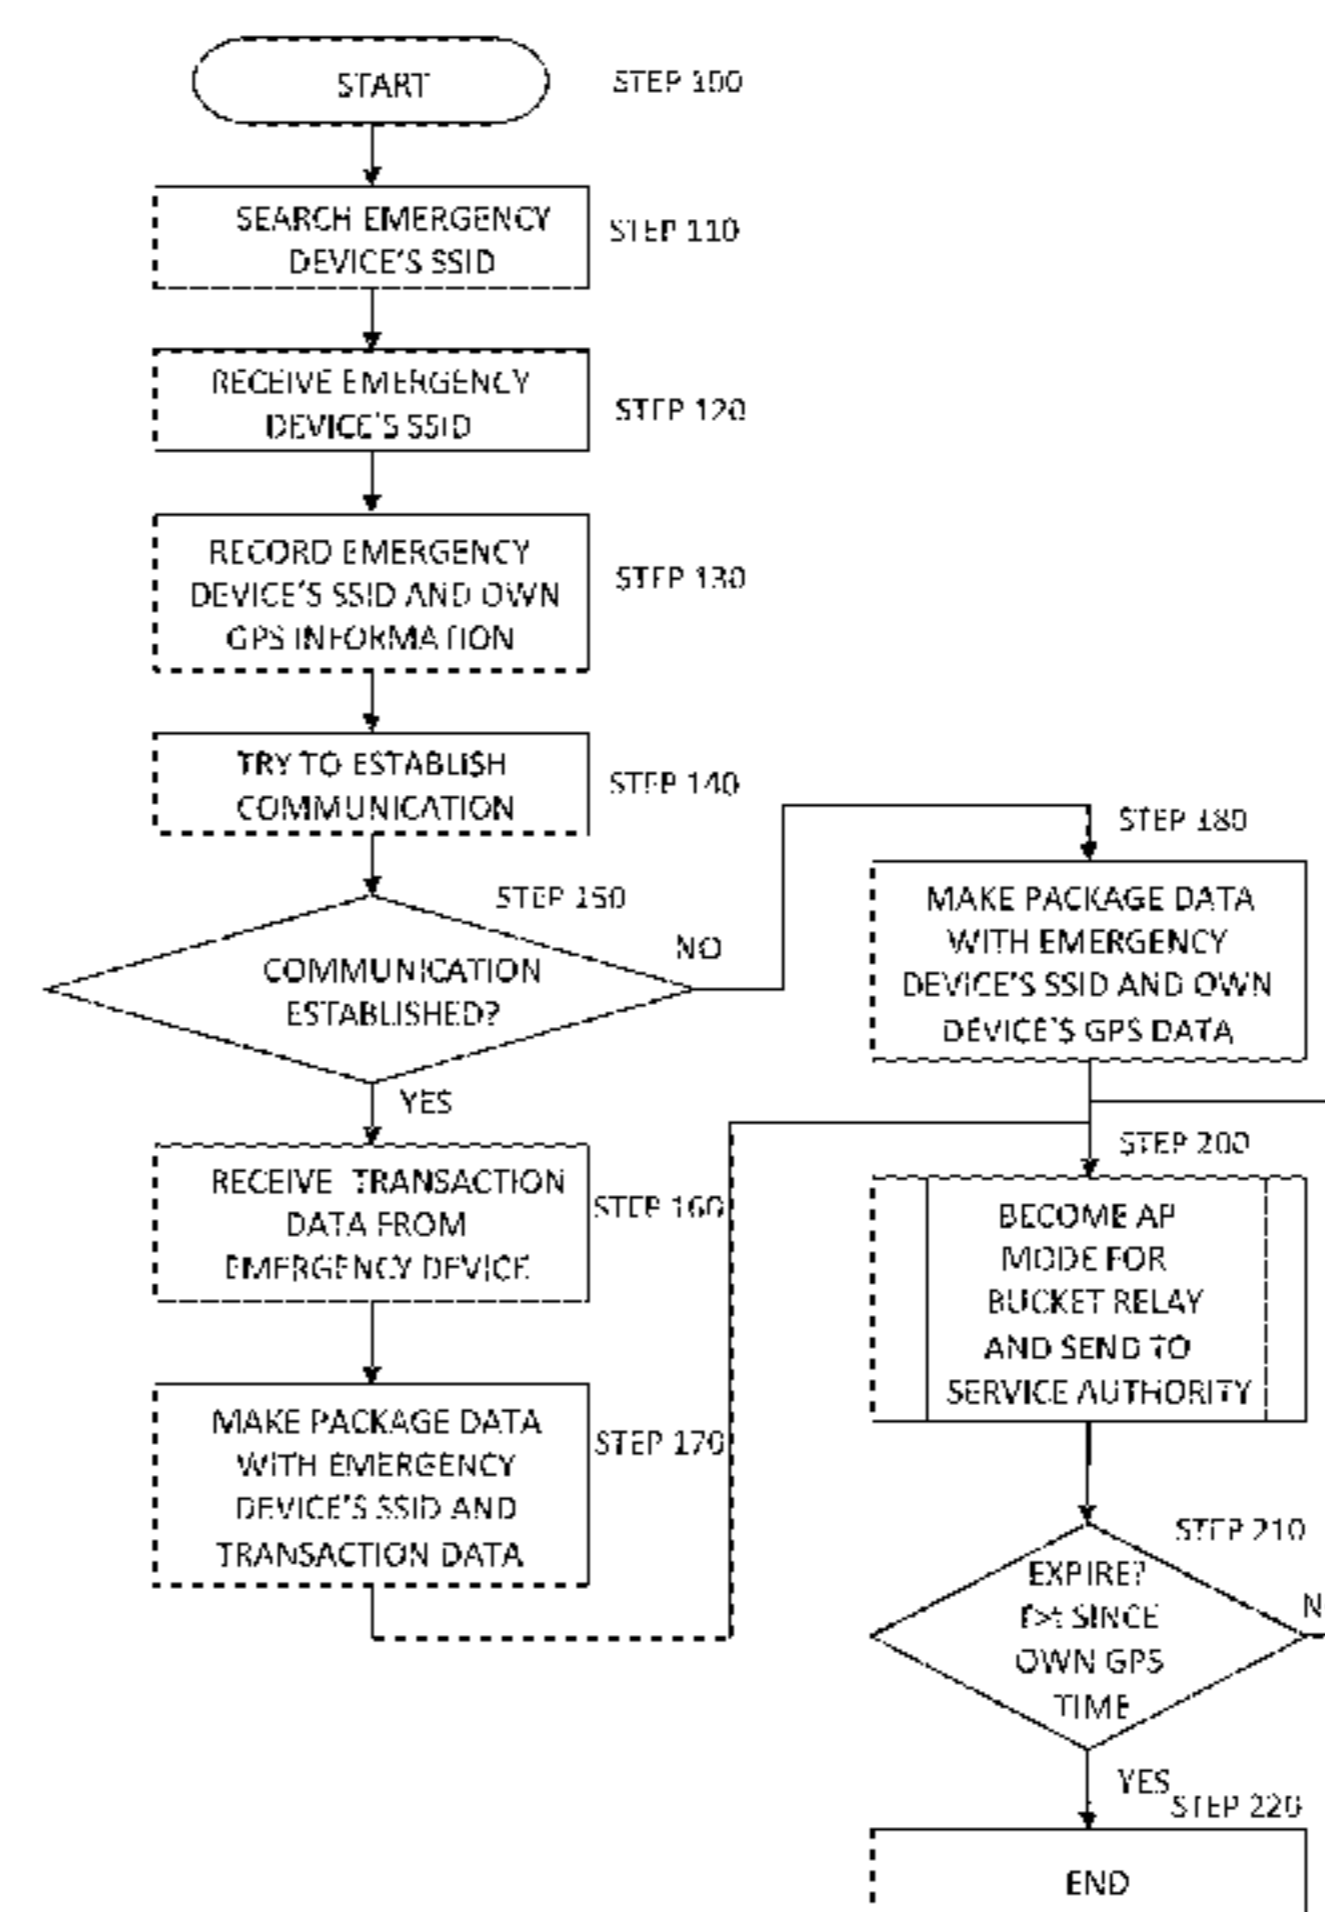 START
STEP 100
SEARCH EMERGENCY
DEVICE'S SSID
STEP 110
RECEIVE EMERGENCY
DEVICE'S SSID
STEP 120
RECORD EMERGENCY
DEVICE'S SSID AND OWN
GPS INFORMATION
STEP 130
TRY TO ESTABLISH
COMMUNICATION
STEP 140
STEP 150
COMMUNICATION
ESTABLISHED?
NO
YES
RECEIVE TRANSACTION
DATA FROM
EMERGENCY DEVICE
STEP 160
MAKE PACKAGE DATA
WITH EMERGENCY
DEVICE'S SSID AND
TRANSACTION DATA
STEP 170
STEP 180
MAKE PACKAGE DATA
WITH EMERGENCY
DEVICE'S SSID AND OWN
DEVICE'S GPS DATA
STEP 200
BECOME AP
MODE FOR
BUCKET RELAY
AND SEND TO
SERVICE AUTHORITY
STEP 210
EXPIRE?
SINCE
OWN GPS
TIME
N
YES
STEP 220
END